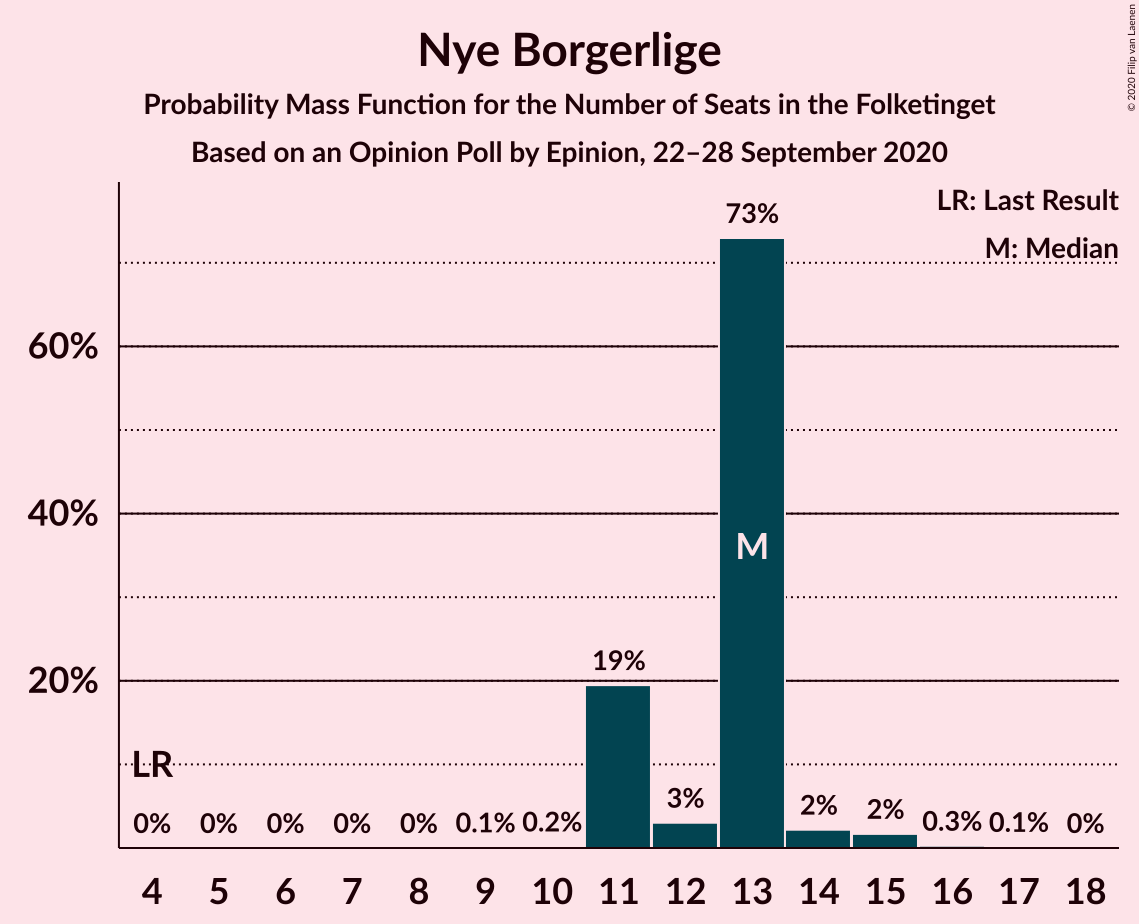 Nye Borgerlige
Probability Mass Function for the Number of Seats in the Folketinget
Based on an Opinion Poll by Epinion, 22–28 September 2020
© 2020 Filip van Laenen
LR: Last Result
M: Median
73%
60%
40%
M
19%
20%
LR
0% 0% 0% 0% 0% 0.1% 0.2% 3% 2% 2% 0.3% 0.1% 0%
4 5 6 7 8 9 10 11 12 13 14 15 16 17 18